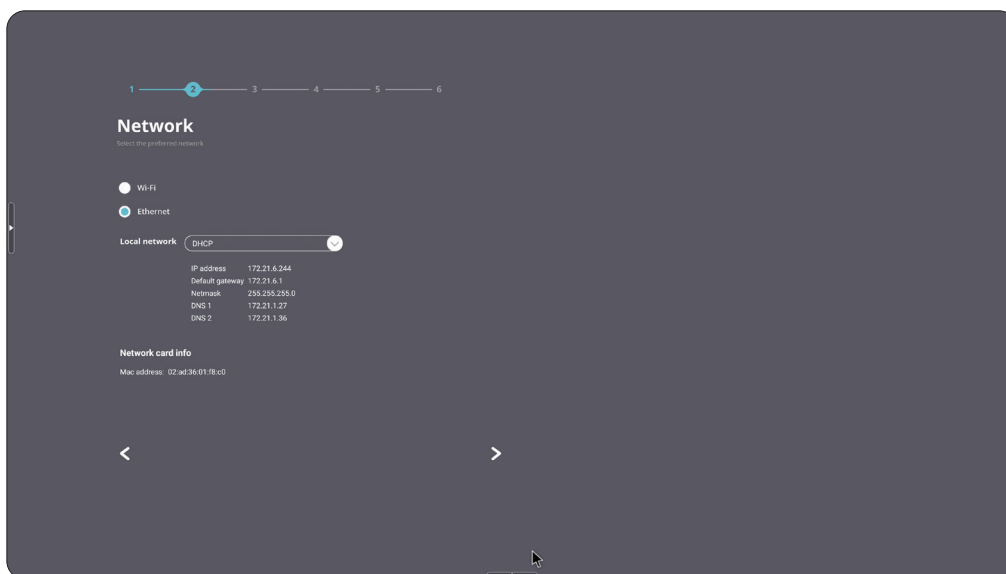 1 2 3 4 5 6
Network
Select the preferred network
Wi-Fi
Ethernet
Local network DHCP
IP address 172.21.6.244
Default gateway 172.21.6.1
Netmask 255.255.255.0
DNS 1 172.21.1.27
DNS 2 172.21.1.36
Network card info
Mac address: 02:ad:36:01:f8:c0